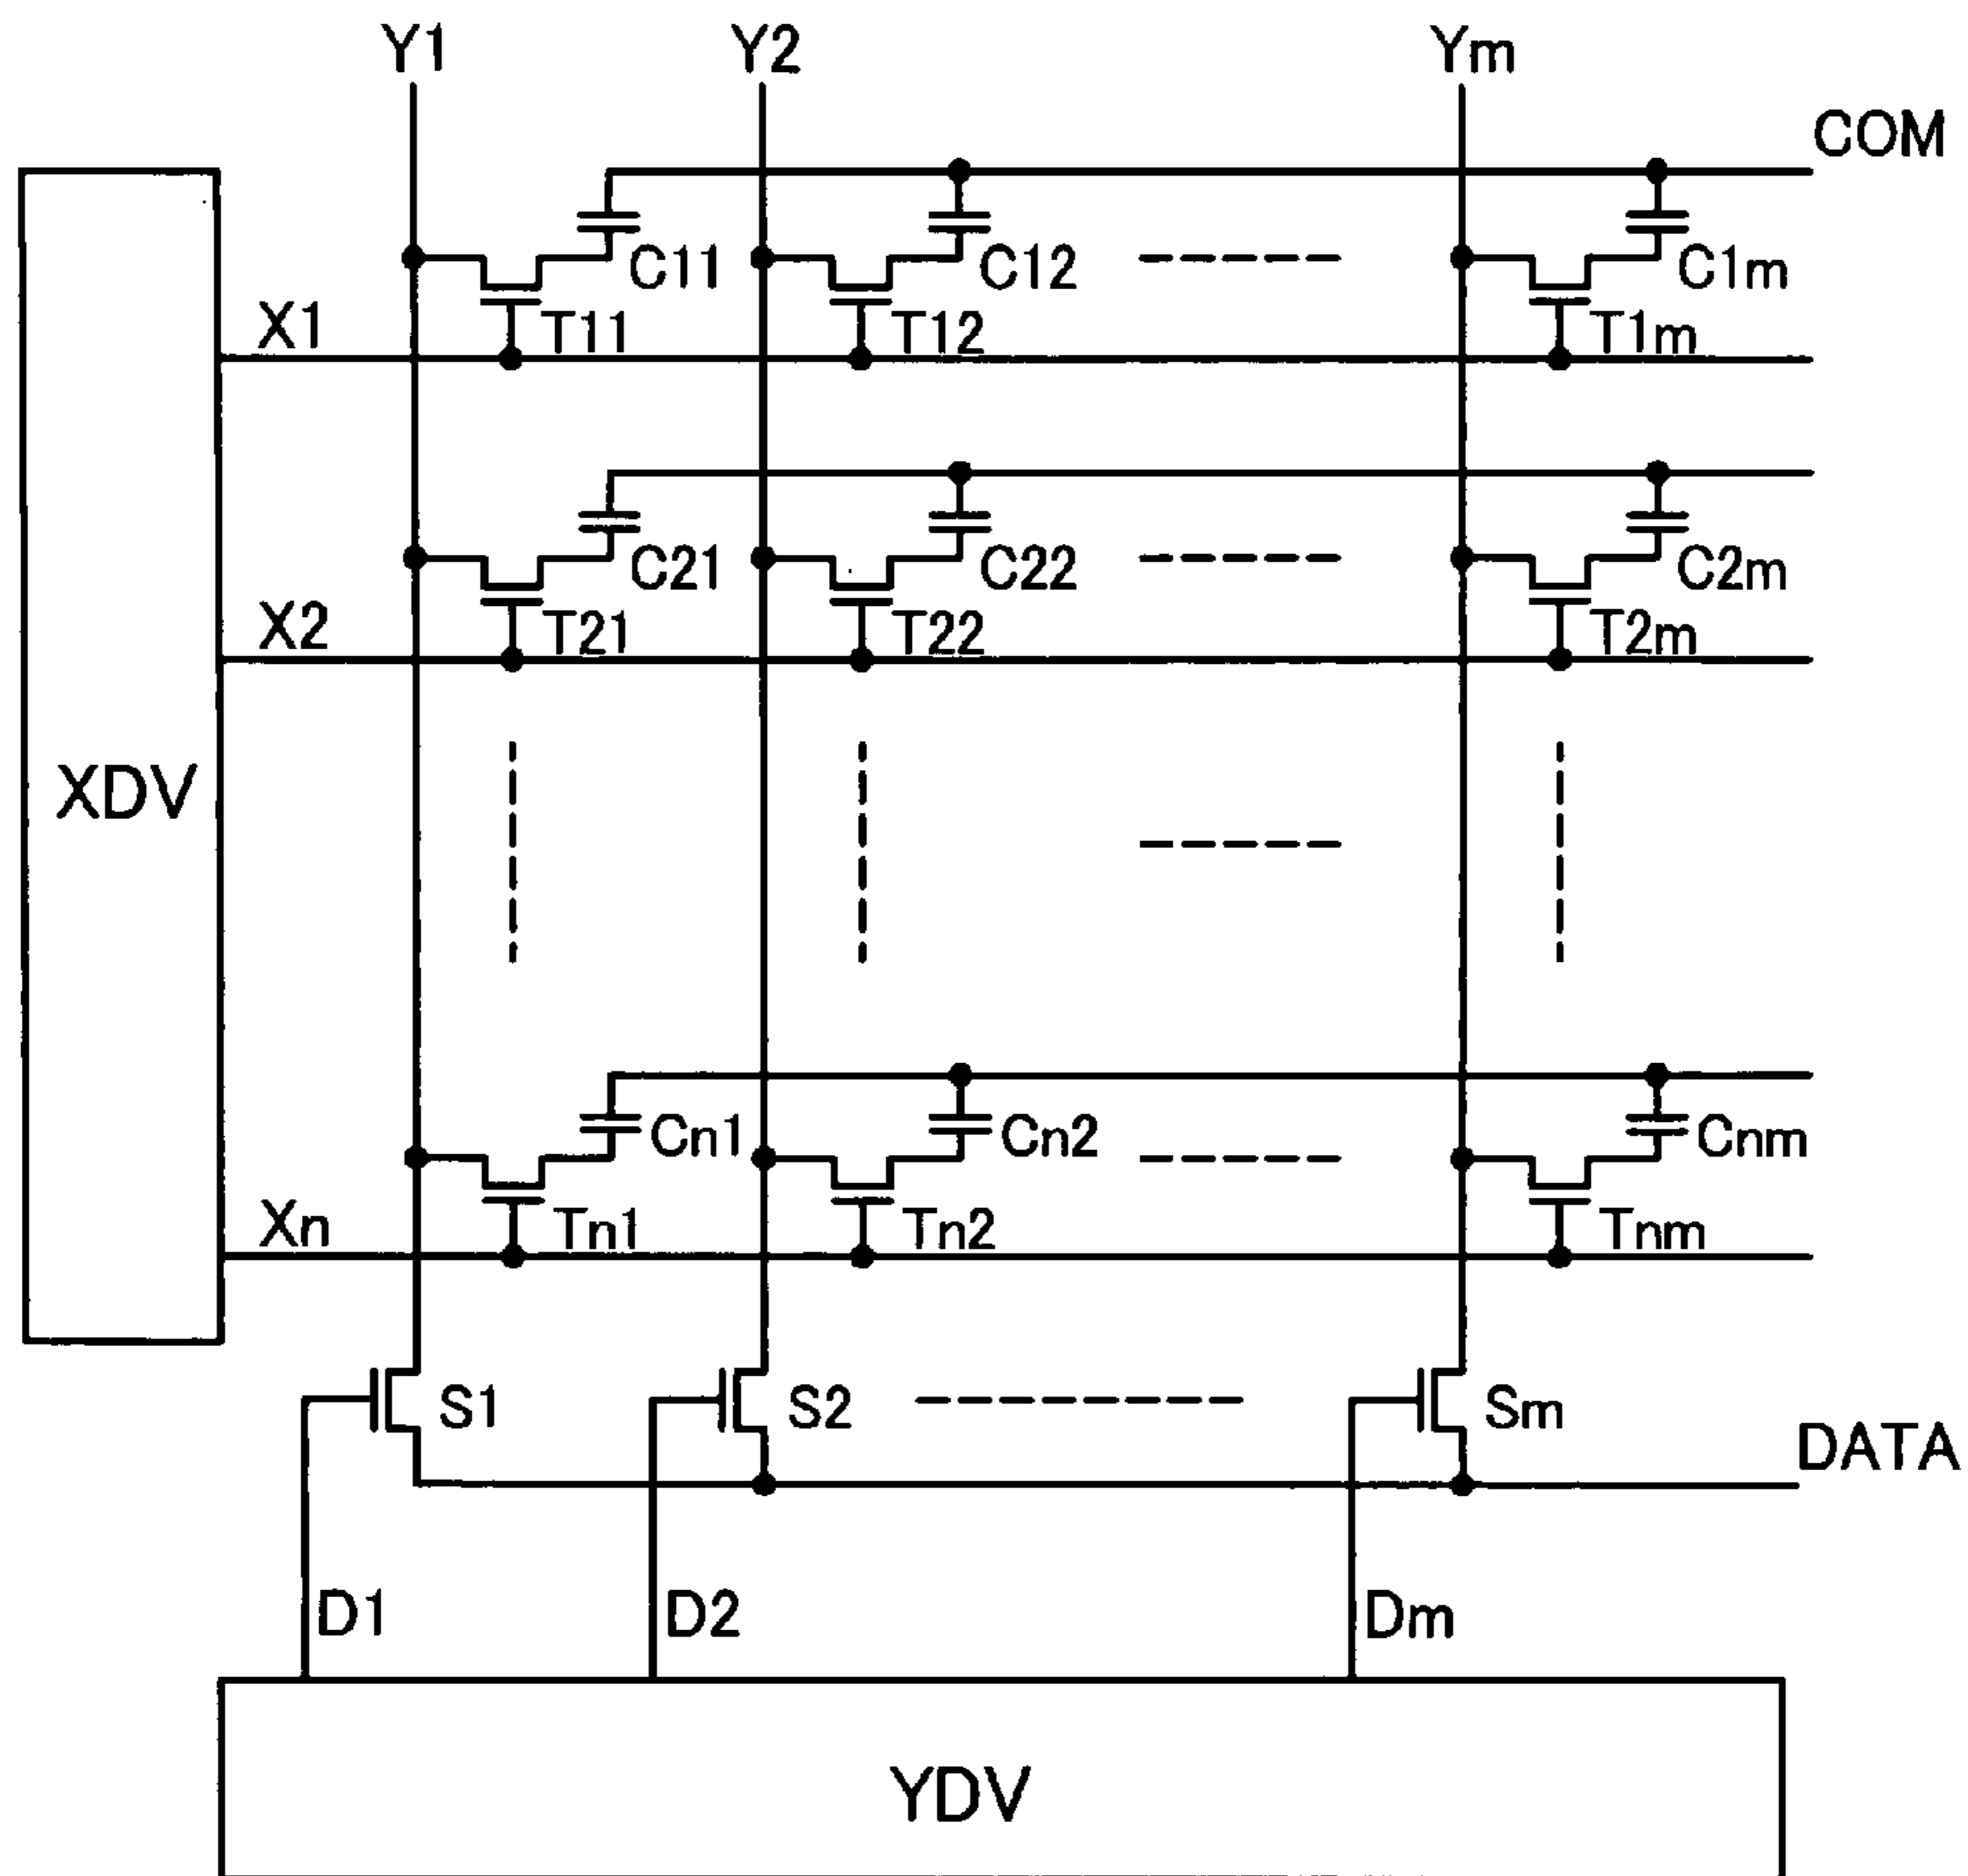 Y1 Y2 Ym
COM
C11 C12 C1m
X1 T11 T12 T1m
C21 C22 C2m
X2 T21 T22 T2m
XDV
Cn1 Cn2 Cnm
Xn Tn1 Tn2 Tnm
S1 S2 Sm
DATA
D1 D2 Dm
YDV